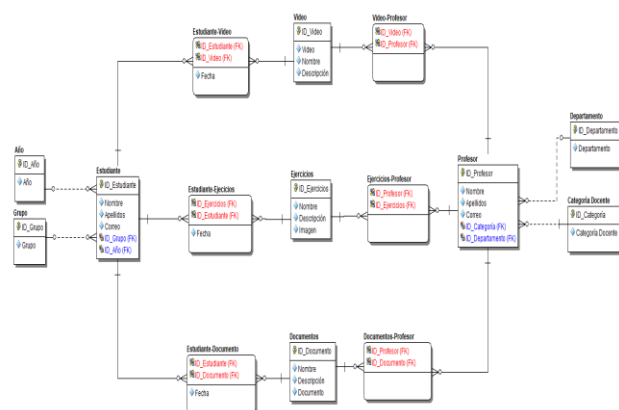 Estudiante-Video
ID_Estudiante (FK)
ID_Video (FK)
Fecha
Video
ID_Video
Video
Nombre
Descripción
Video-Profesor
ID_Video (FK)
ID_Profesor (FK)
Año
ID_Año
Año
Grupo
ID_Grupo
Grupo
Estudiante
ID_Estudiante
Nombre
Apellidos
Correo
ID_Grupo (FK)
ID_Año (FK)
Estudiante-Ejecicios
ID_Ejercicios (FK)
ID_Estudiante (FK)
Fecha
Ejercicios
ID_Ejercicios
Nombre
Descripción
Imagen
Ejercicios-Profesor
ID_Profesor (FK)
ID_Ejercicios (FK)
Profesor
ID_Profesor
Nombre
Apellidos
Correo
ID_Categoría (FK)
ID_Departamento (FK)
Departamento
ID_Departamento
Departamento
Categoría Docente
ID_Categoría
Categoría Docente
Estudiante-Documento
ID_Estudiante (FK)
ID_Documento (FK)
Fecha
Documentos
ID_Documento
Nombre
Descripción
Documento
Documentos-Profesor
ID_Profesor (FK)
ID_Documento (FK)